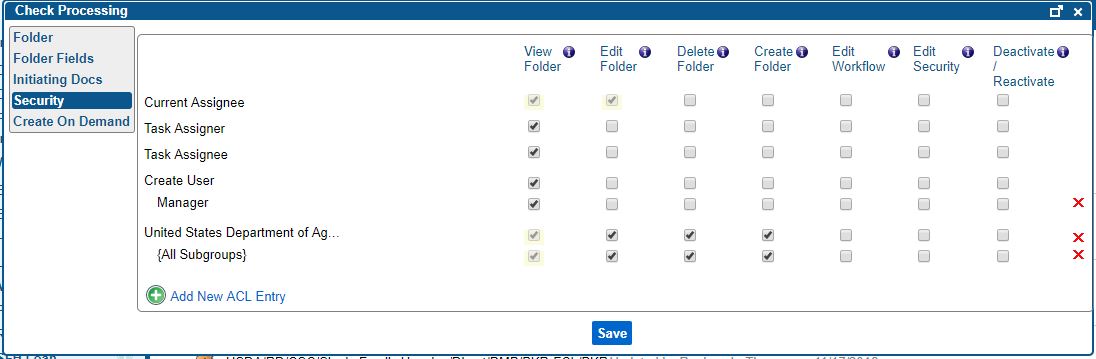 Check Processing
Folder
Folder Fields
Initiating Docs
Security
Create On Demand
View Folder
Edit Folder
Delete Folder
Create Folder
Edit Workflow
Edit Security
Deactivate / Reactivate
Current Assignee
Task Assigner
Task Assignee
Create User
Manager
United States Department of Ag...
{All Subgroups}
Add New ACL Entry
Save